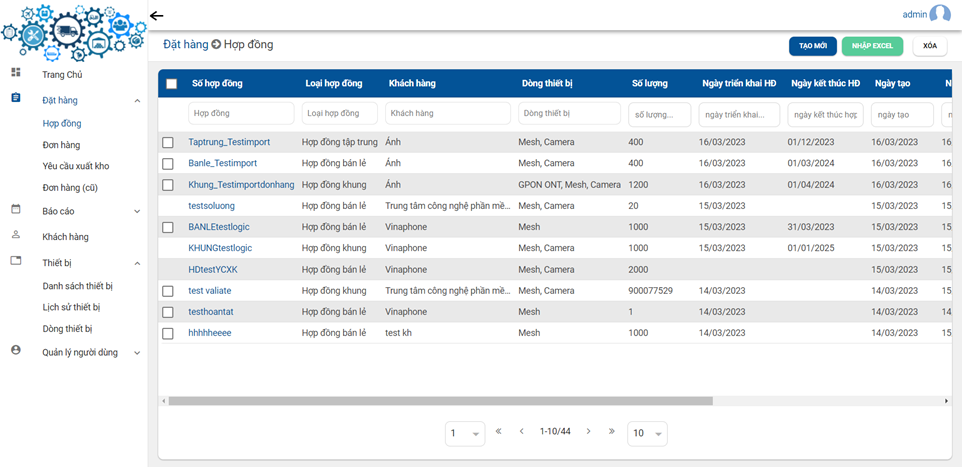 admin
Trang Chủ
Đặt hàng
Hợp đồng
Đơn hàng
Yêu cầu xuất kho
Đơn hàng (cũ)
Báo cáo
Khách hàng
Thiết bị
Danh sách thiết bị
Lịch sử thiết bị
Dòng thiết bị
Quản lý người dùng
Đặt hàng Hợp đồng
TẠO MỚI NHẬP EXCEL XÓA
Số hợp đồng Loại hợp đồng Khách hàng Dòng thiết bị Số lượng Ngày triển khai HĐ Ngày kết thúc HĐ Ngày tạo N
Hợp đồng Loại hợp đồng Khách hàng Dòng thiết bị số lượng... ngày triển khai... ngày kết thúc hợp ngày tạo n
Taptrung_Testimport Hợp đồng tập trung Ánh Mesh, Camera 400 16/03/2023 01/12/2023 16/03/2023 16
Banle_Testimport Hợp đồng bán lẻ Ánh Mesh, Camera 400 16/03/2023 01/03/2024 16/03/2023 16
Khung_Testimportdonhang Hợp đồng khung Ánh GPON ONT, Mesh, Camera 1200 16/03/2023 01/04/2024 16/03/2023 16
testsoluong Hợp đồng bán lẻ Trung tâm công nghệ phần mề... Mesh, Camera 20 15/03/2023 15/03/2023 15
BANLEtestlogic Hợp đồng bán lẻ Vinaphone Mesh 1000 15/03/2023 31/03/2023 15/03/2023 15
KHUNGtestlogic Hợp đồng khung Vinaphone Mesh, Camera 1000 15/03/2023 01/01/2025 15/03/2023 15
HDtestYCXK Hợp đồng bán lẻ Vinaphone Mesh, Camera 2000 15/03/2023 15
test valiate Hợp đồng khung Trung tâm công nghệ phần mề... Mesh, Camera 900077529 14/03/2023 14/03/2023 15
testhoantat Hợp đồng bán lẻ Vinaphone Mesh 1 14/03/2023 14/03/2023 14
hhhhheeee Hợp đồng bán lẻ test kh Mesh 1000 14/03/2023 14/03/2023 15
1 1-10/44 10